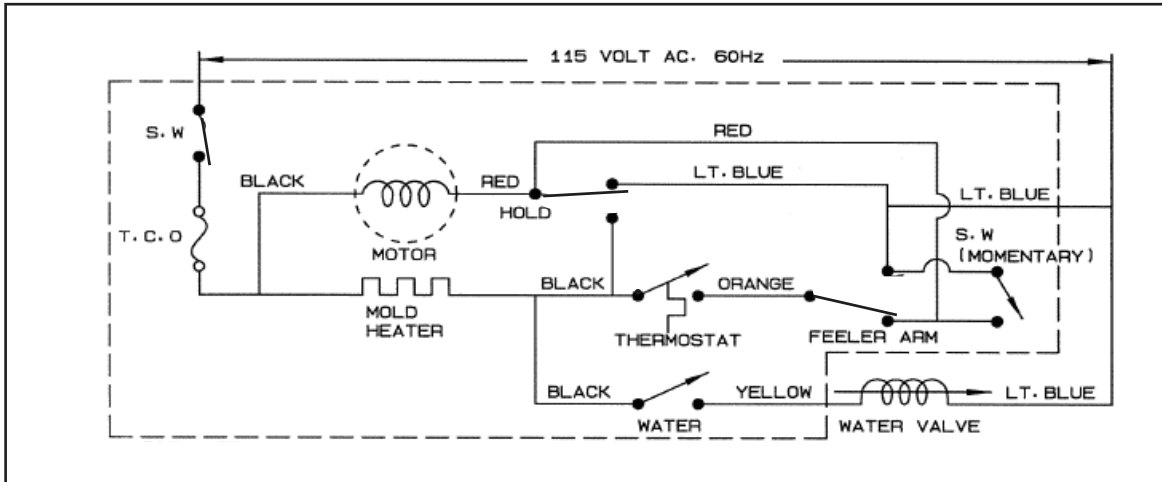 115 VOLT AC. 60Hz
S.W
RED
BLACK
RED
LT. BLUE
LT. BLUE
HOLD
T.C.O
MOTOR
S.W
(MOMENTARY)
BLACK
ORANGE
MOLD
HEATER
THERMOSTAT
FEELER ARM
BLACK
YELLOW
LT. BLUE
WATER
WATER VALVE